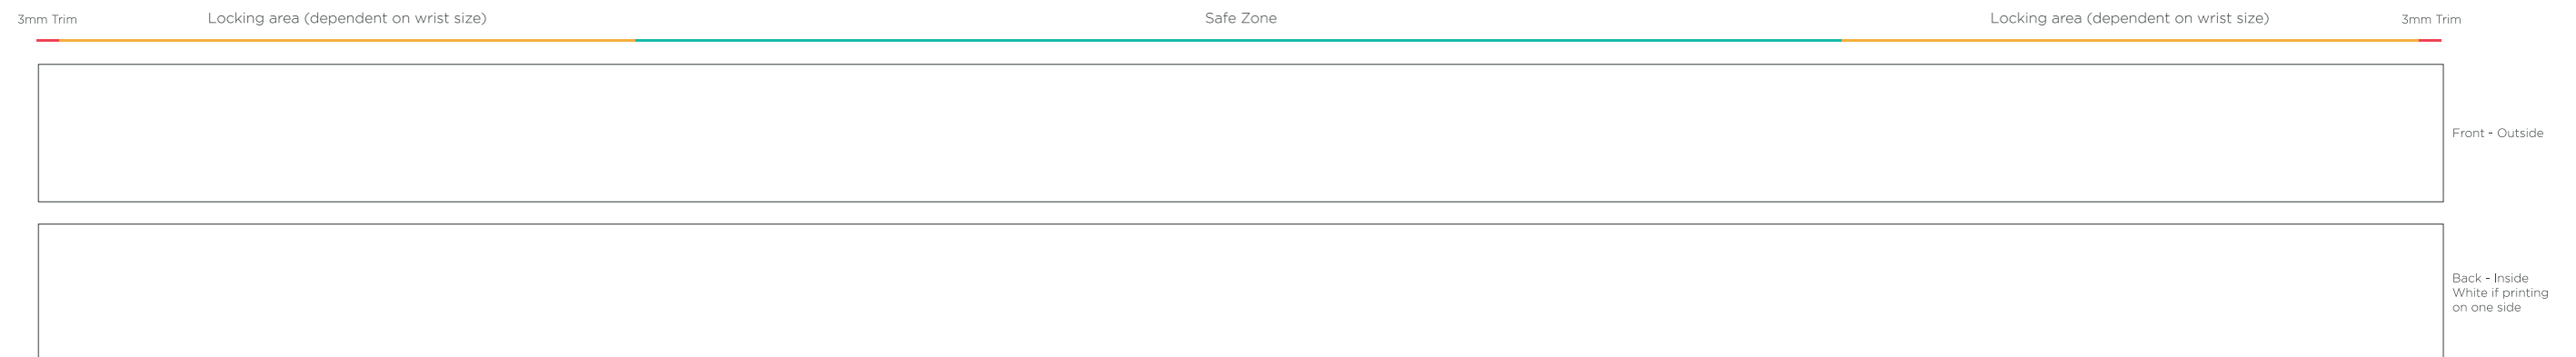 3mm Trim
Locking area (dependent on wrist size)
Safe Zone
Locking area (dependent on wrist size)
3mm Trim
Front - Outside
Back - Inside
White if printing
on one side